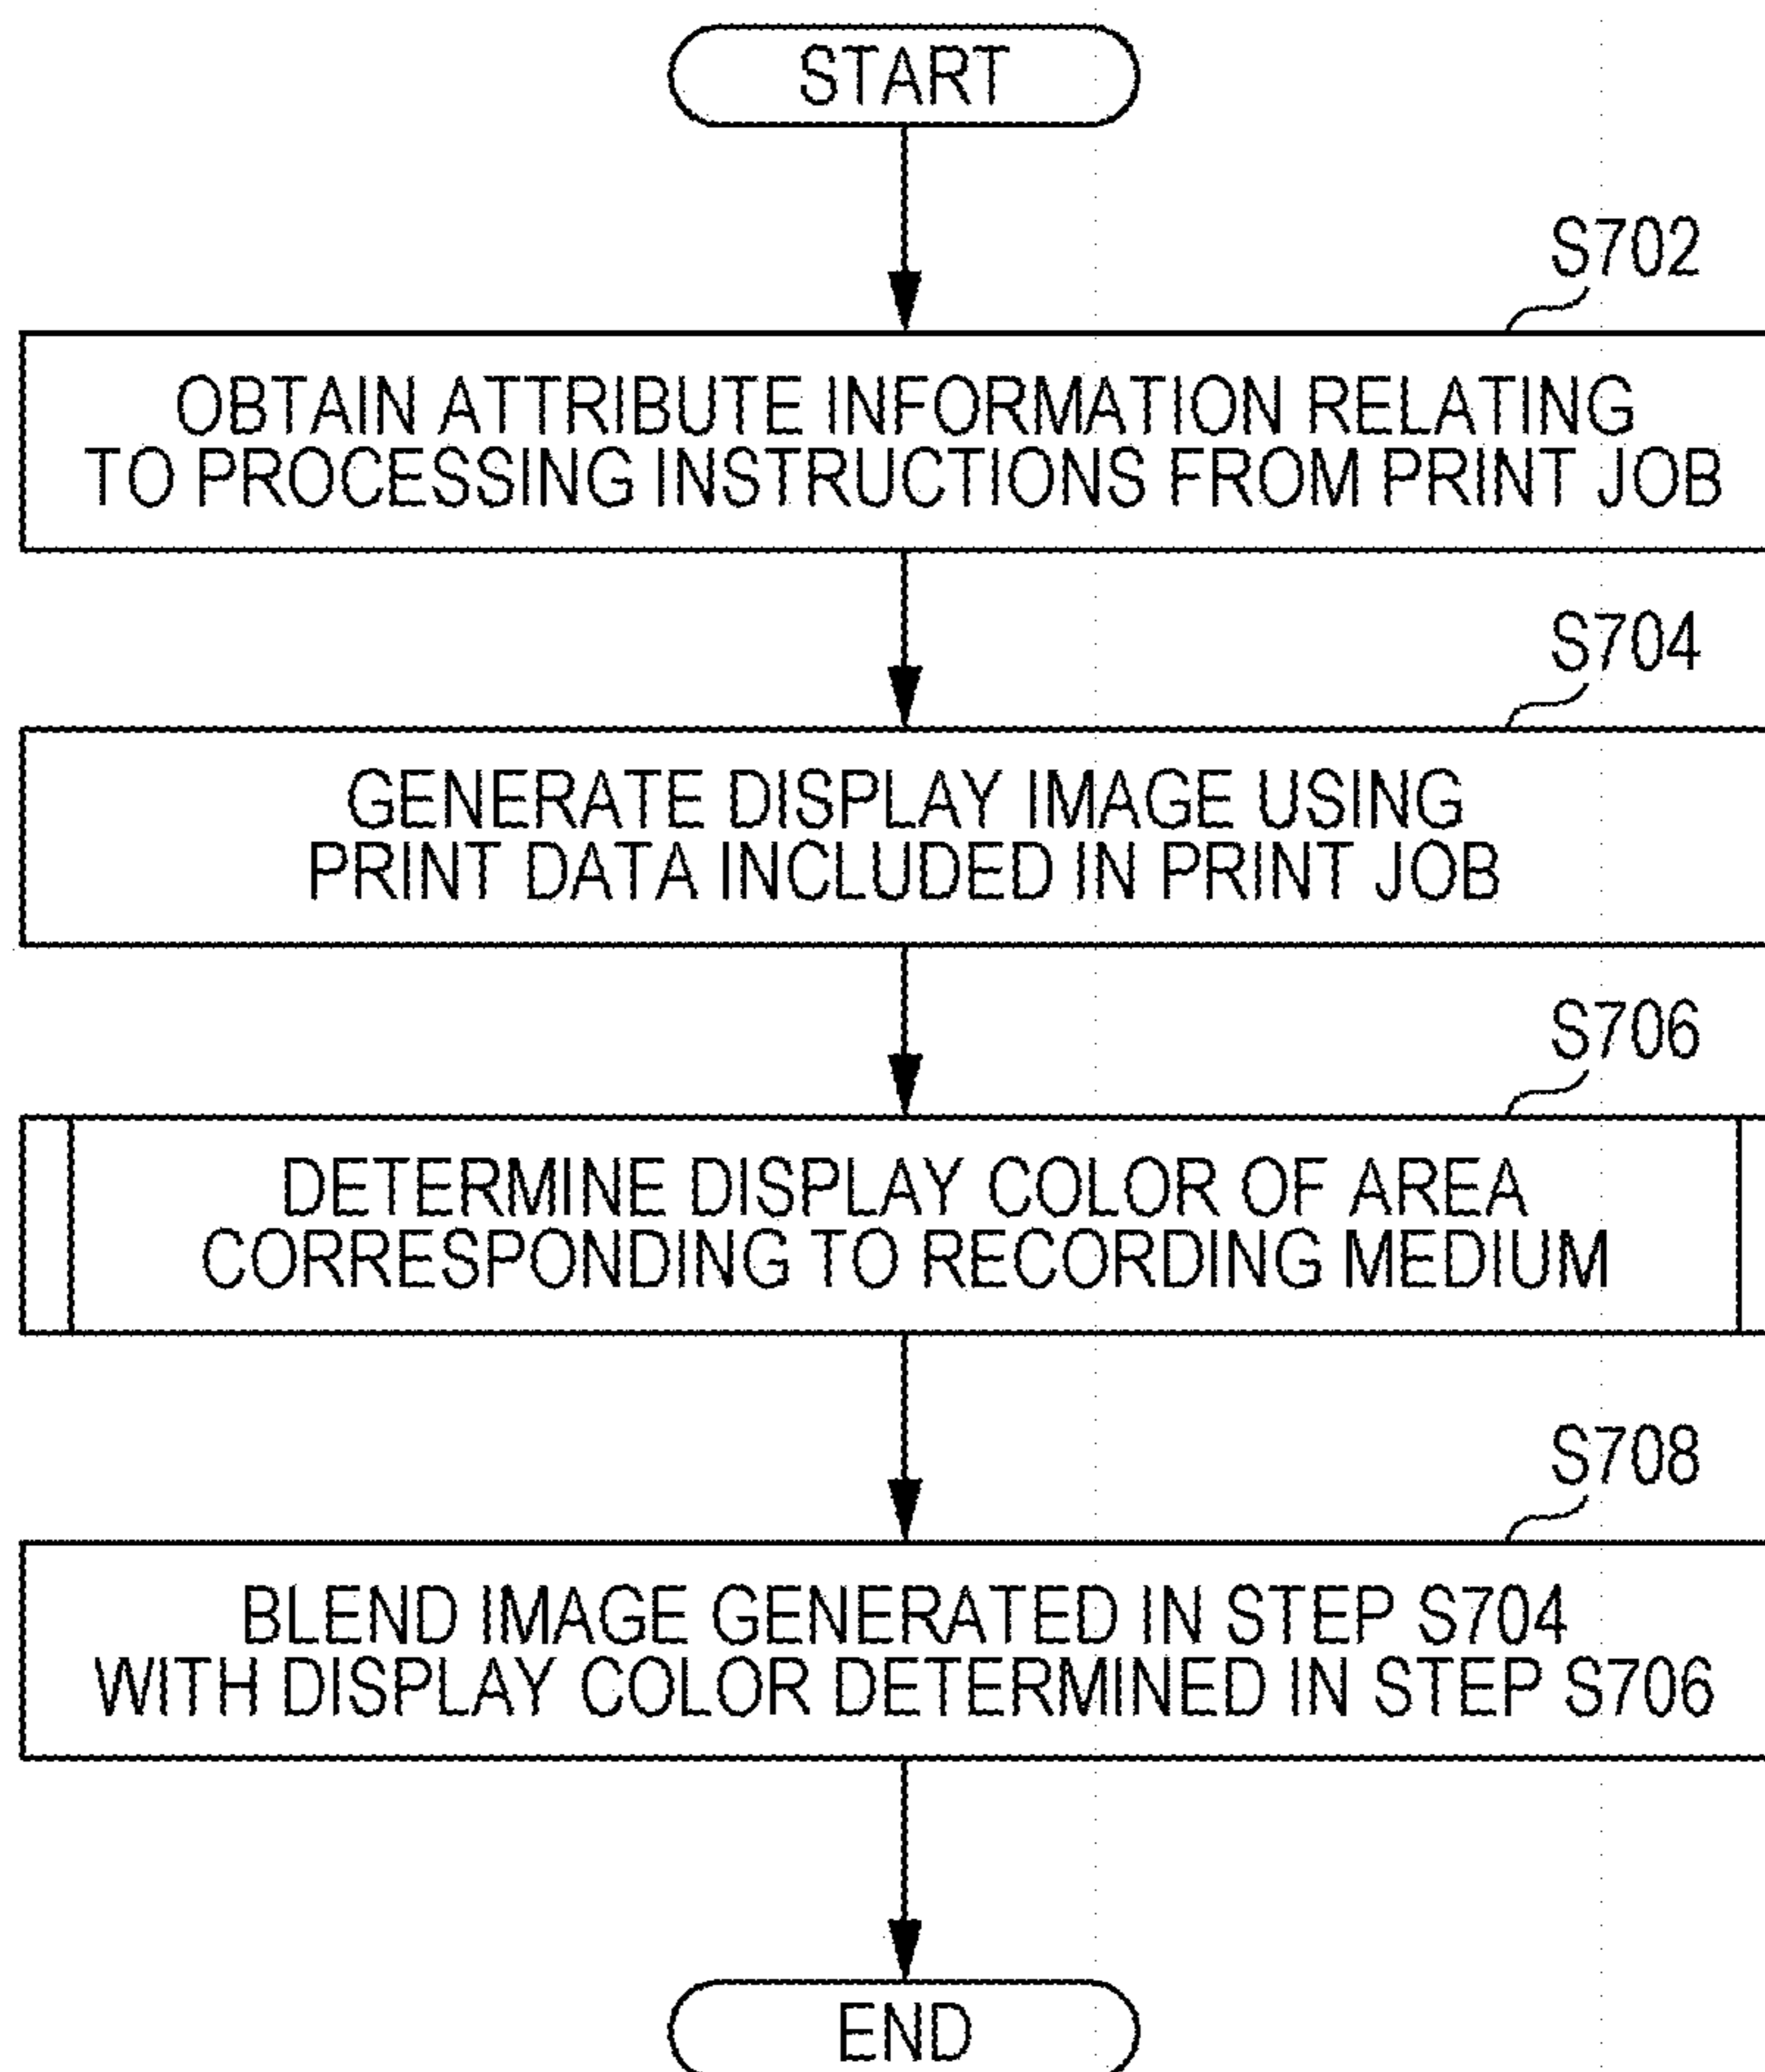 START
S702
OBTAIN ATTRIBUTE INFORMATION RELATING
TO PROCESSING INSTRUCTIONS FROM PRINT JOB
S704
GENERATE DISPLAY IMAGE USING
PRINT DATA INCLUDED IN PRINT JOB
S706
DETERMINE DISPLAY COLOR OF AREA
CORRESPONDING TO RECORDING MEDIUM
S708
BLEND IMAGE GENERATED IN STEP S704
WITH DISPLAY COLOR DETERMINED IN STEP S706
END